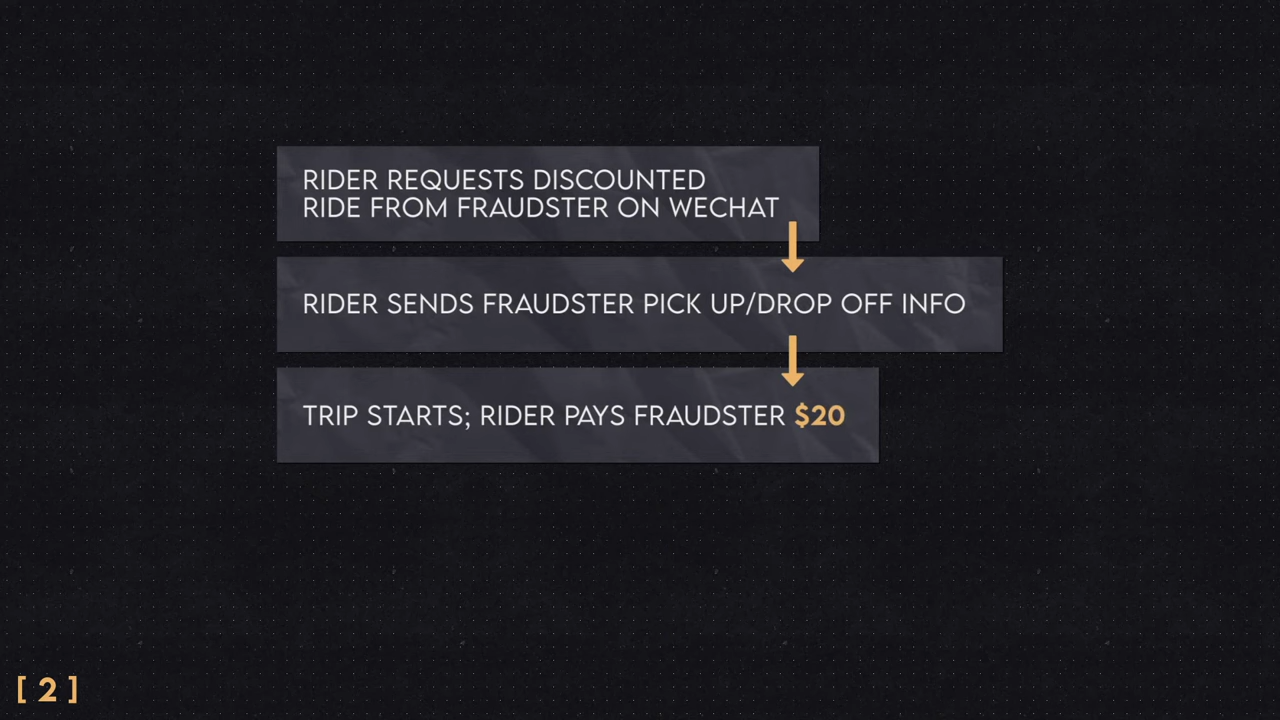 RIDER REQUESTS DISCOUNTED
RIDE FROM FRAUDSTER ON WECHAT
RIDER SENDS FRAUDSTER PICK UP/DROP OFF INFO
TRIP STARTS; RIDER PAYS FRAUDSTER $20
[ 2 ]